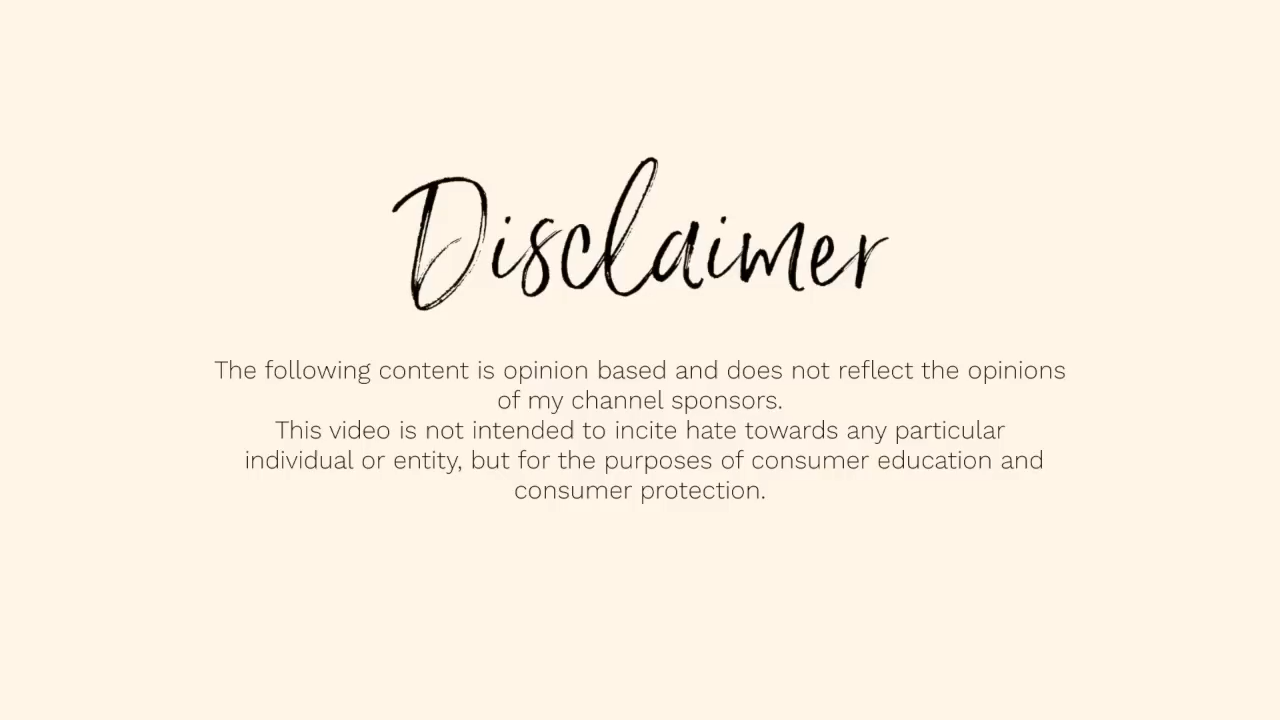 Disclaimer
The following content is opinion based and does not reflect the opinions
of my channel sponsors.
This video is not intended to incite hate towards any particular
individual or entity, but for the purposes of consumer education and
consumer protection.